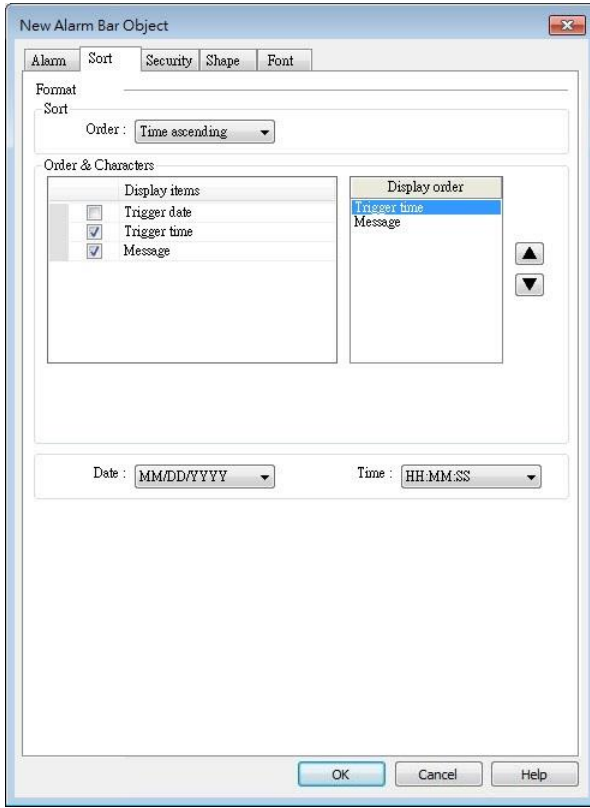 New Alarm Bar Object
Alarm Sort Security Shape Font
Format
Sort
Order : Time ascending
Order & Characters
Display items
Trigger date
Trigger time
Message
Display order
Trigger time
Message
Date : MM/DD/YYYY Time : HH:MM:SS
OK Cancel Help